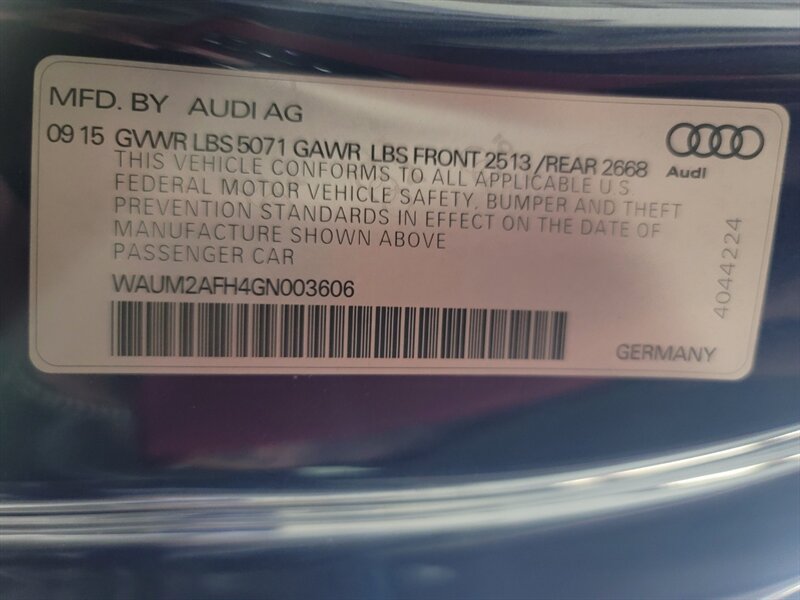 MFD. BY AUDI AG
09 15 GVWR LBS 5071 GAWR LBS FRONT 2513 /REAR 2668
THIS VEHICLE CONFORMS TO ALL APPLICABLE U.S.
FEDERAL MOTOR VEHICLE SAFETY, BUMPER AND THEFT
PREVENTION STANDARDS IN EFFECT ON THE DATE OF
MANUFACTURE SHOWN ABOVE
PASSENGER CAR
WAUM2AFH4GN003606
Audi
4044224
GERMANY